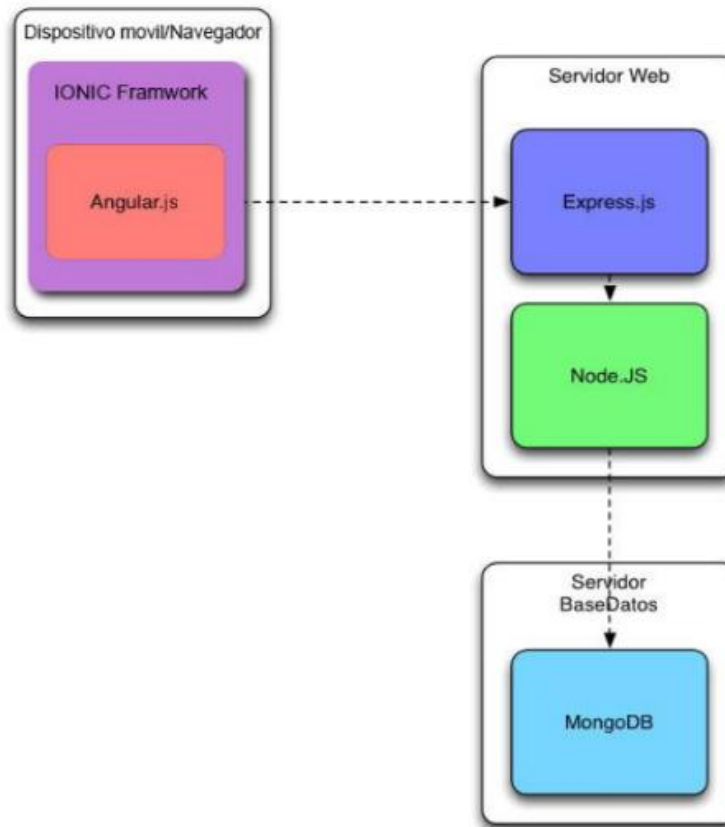 Dispositivo movil/Navegador
IONIC Framwork
Angular.js
Servidor Web
Express.js
Node.JS
Servidor
BaseDatos
MongoDB